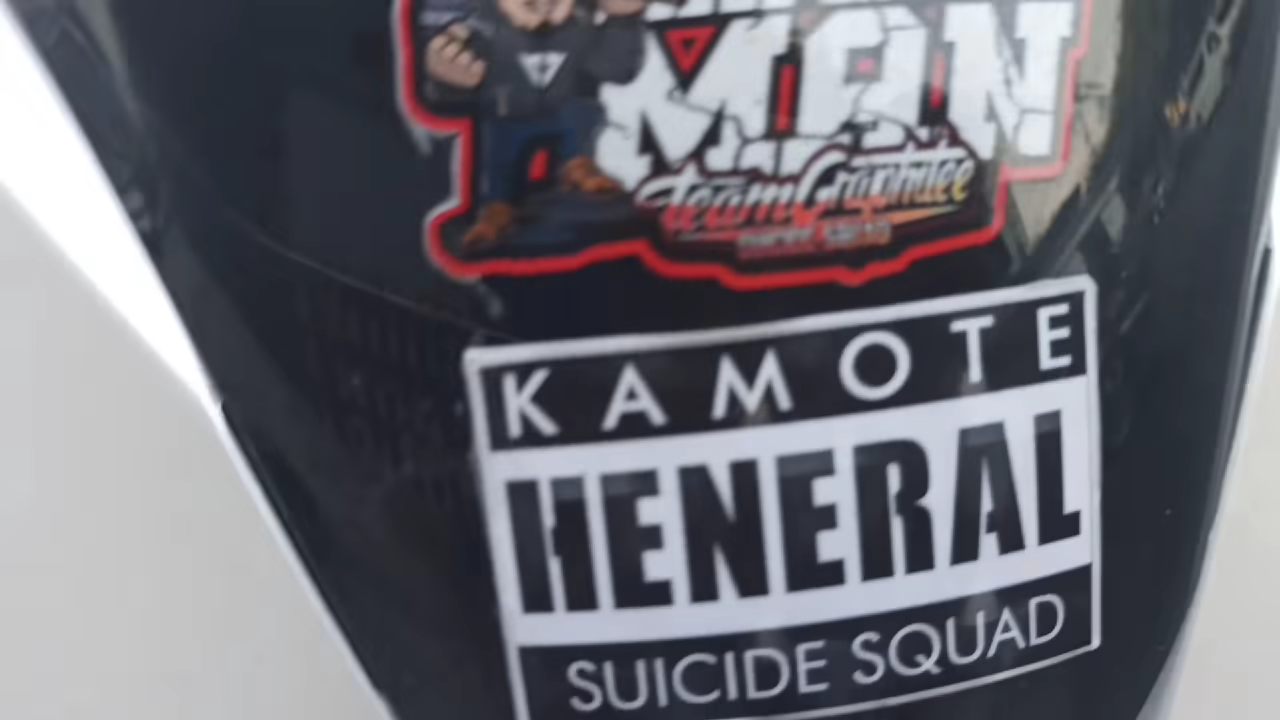 MAN
teamGraphitee
KAMOTE
HENERAL
SUICIDE SQUAD